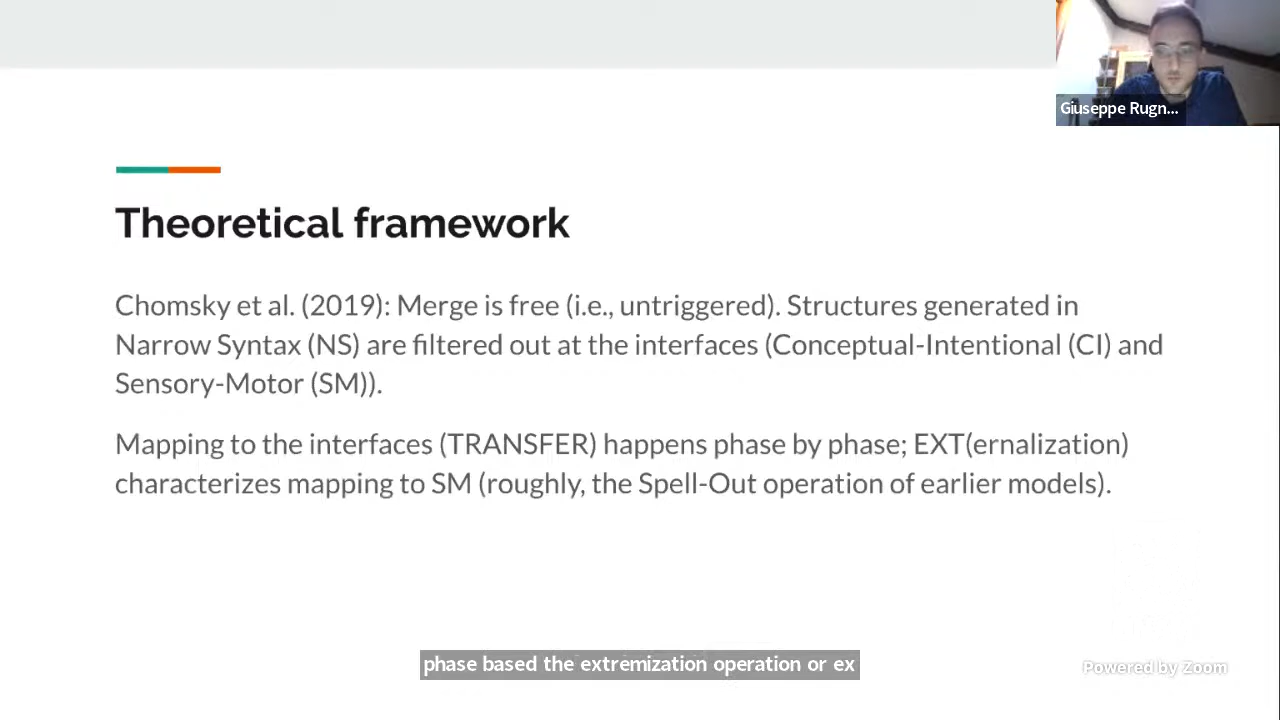 Giuseppe Rugn...
Theoretical framework
Chomsky et al. (2019): Merge is free (i.e., untriggered). Structures generated in
Narrow Syntax (NS) are filtered out at the interfaces (Conceptual-Intentional (CI) and
Sensory-Motor (SM)).
Mapping to the interfaces (TRANSFER) happens phase by phase; EXT(ernalization)
characterizes mapping to SM (roughly, the Spell-Out operation of earlier models).
phase based the extremization operation or ex
Powered by Zoom